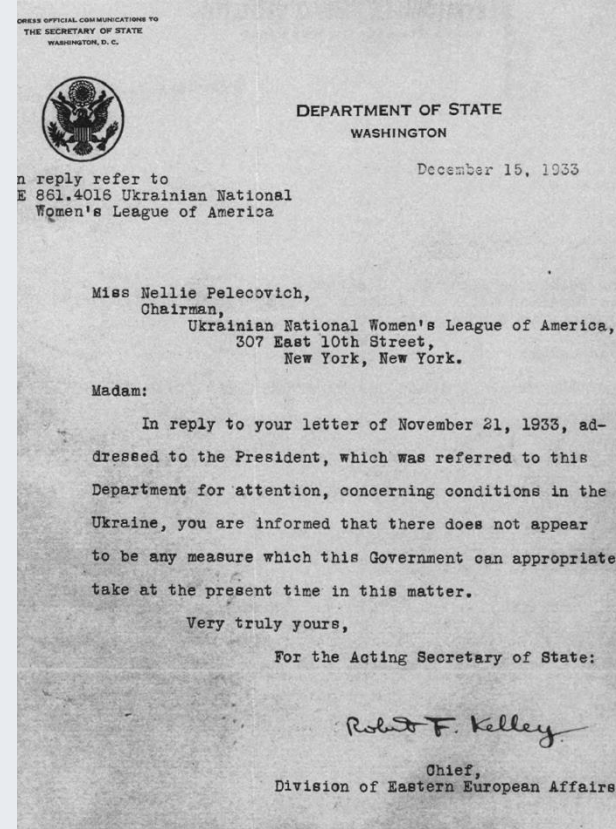 ORESS OFFICIAL COMMUNICATIONS TO
THE SECRETARY OF STATE
WASHINGTON, D. C.
DEPARTMENT OF STATE
WASHINGTON
December 15, 1933
n reply refer to
E 861.4016 Ukrainian National
Women's League of America
Miss Nellie Pelecovich,
Chairman,
Ukrainian National Women's League of America,
307 East 10th Street,
New York, New York.
Madam:
In reply to your letter of November 21, 1933, ad-
dressed to the President, which was referred to this
Department for attention, concerning conditions in the
Ukraine, you are informed that there does not appear
to be any measure which this Government can appropriate
take at the present time in this matter.
Very truly yours,
For the Acting Secretary of State:
Robert F. Kelley
Chief,
Division of Eastern European Affairs